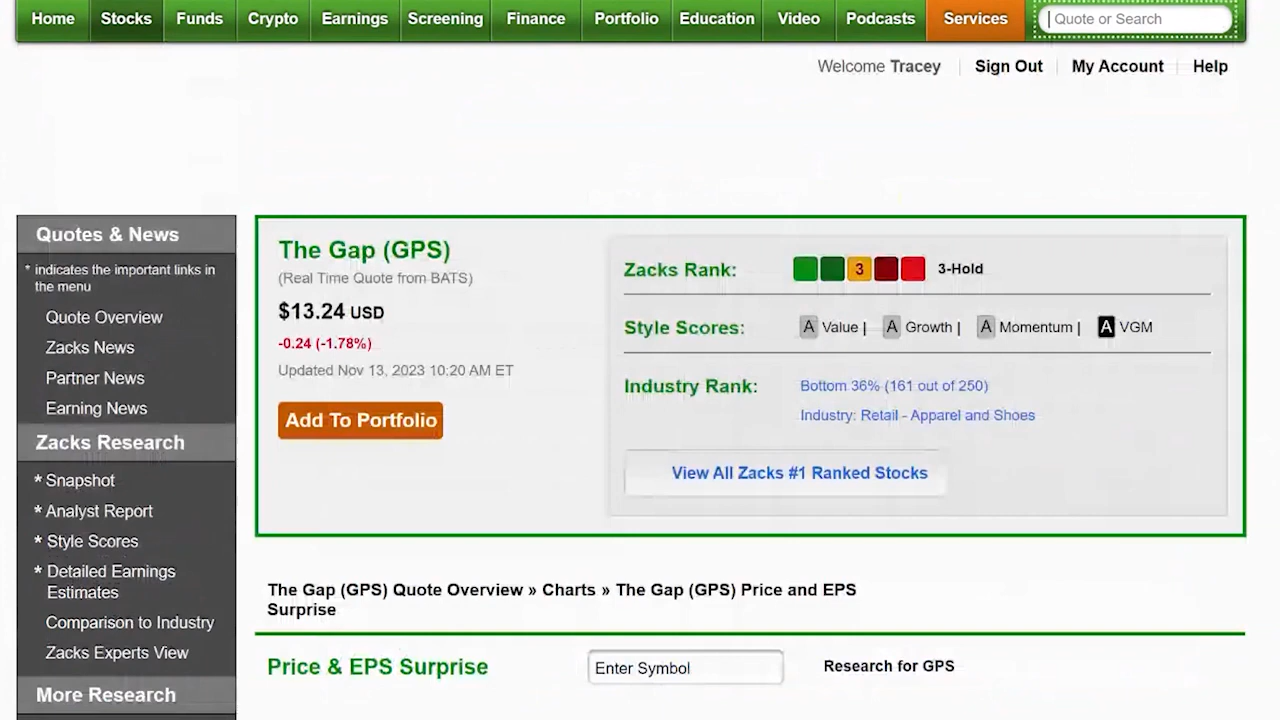 Home Stocks Funds Crypto Earnings Screening Finance Portfolio Education Video Podcasts Services Quote or Search
Welcome Tracey Sign Out My Account Help
Quotes & News
* indicates the important links in
the menu
Quote Overview
Zacks News
Partner News
Earning News
Zacks Research
* Snapshot
* Analyst Report
* Style Scores
* Detailed Earnings
Estimates
Comparison to Industry
Zacks Experts View
More Research
The Gap (GPS)
(Real Time Quote from BATS)
$13.24 USD
-0.24 (-1.78%)
Updated Nov 13, 2023 10:20 AM ET
Add To Portfolio
Zacks Rank: 3 3-Hold
Style Scores: A Value | A Growth | A Momentum | A VGM
Industry Rank: Bottom 36% (161 out of 250)
Industry: Retail - Apparel and Shoes
View All Zacks #1 Ranked Stocks
The Gap (GPS) Quote Overview » Charts » The Gap (GPS) Price and EPS
Surprise
Price & EPS Surprise Enter Symbol Research for GPS